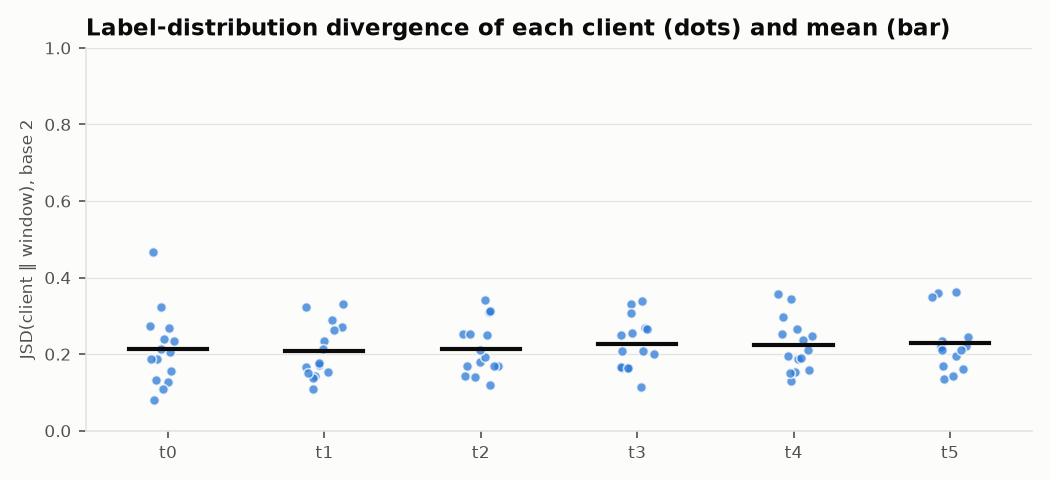 Label-distribution divergence of each client (dots) and mean (bar)
JSD(client ∥ window), base 2
1.0
0.8
0.6
0.4
0.2
0.0
t0 t1 t2 t3 t4 t5